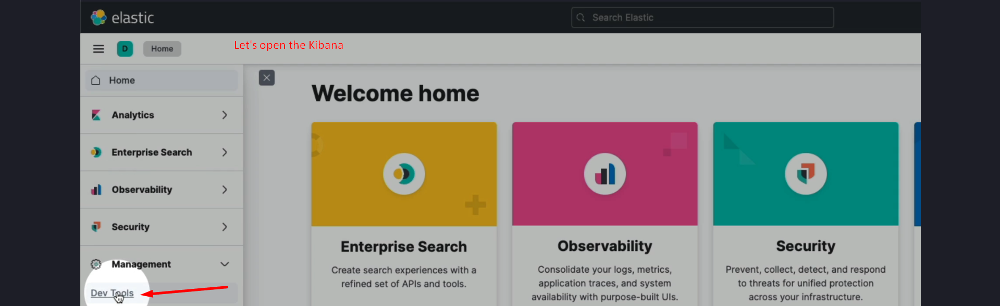 elastic
Search Elastic
D
Home
Let's open the Kibana
Home
Analytics
Enterprise Search
Observability
Security
Management
Dev Tools
Welcome home
Enterprise Search
Create search experiences with a
refined set of APIs and tools.
Observability
Consolidate your logs, metrics,
application traces, and system
availability with purpose-built UIs.
Security
Prevent, collect, detect, and respond
to threats for unified protection
across your infrastructure.